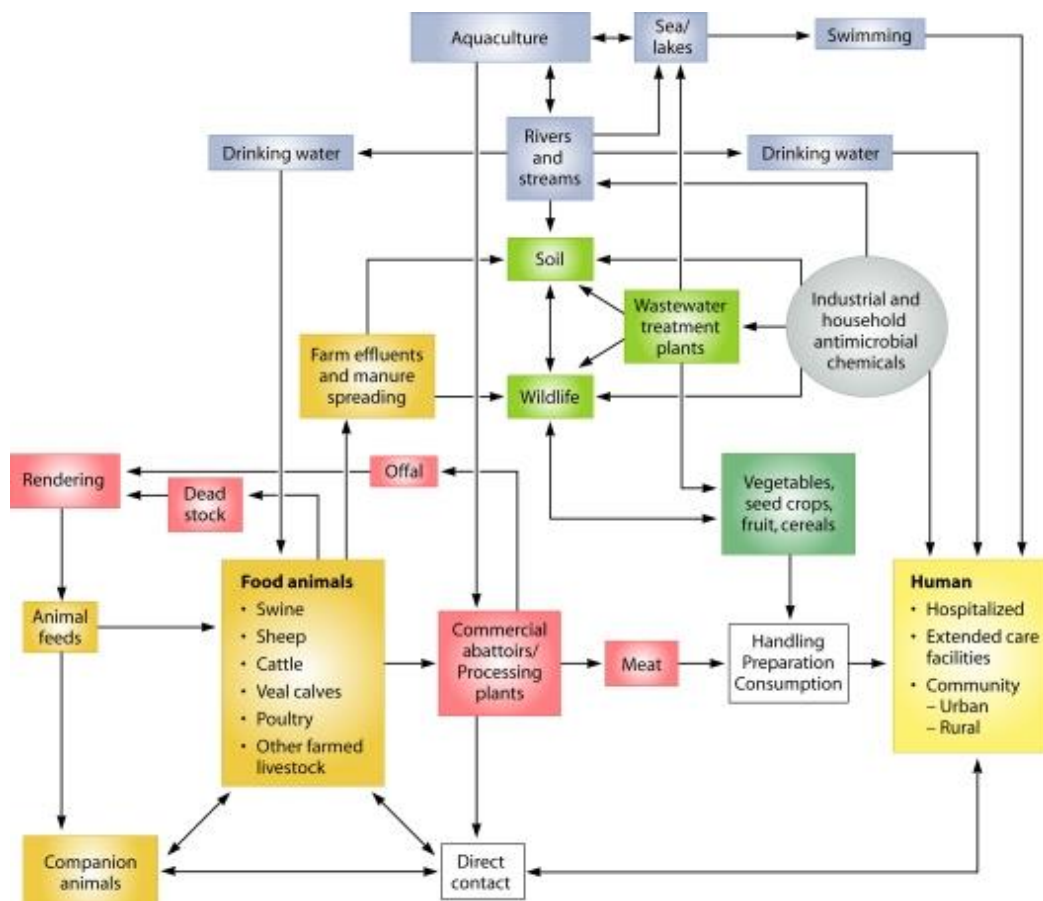 Aquaculture
Sea/
lakes
Swimming
Drinking water
Rivers
and
streams
Drinking water
Soil
Wastewater
treatment
plants
Industrial and
household
antimicrobial
chemicals
Farm effluents
and manure
spreading
Wildlife
Rendering
Offal
Dead
stock
Vegetables,
seed crops,
fruit, cereals
Animal
feeds
Food animals
• Swine
• Sheep
• Cattle
• Veal calves
• Poultry
• Other farmed
livestock
Commercial
abattoirs/
Processing
plants
Meat
Handling
Preparation
Consumption
Human
• Hospitalized
• Extended care
facilities
• Community
– Urban
– Rural
Companion
animals
Direct
contact